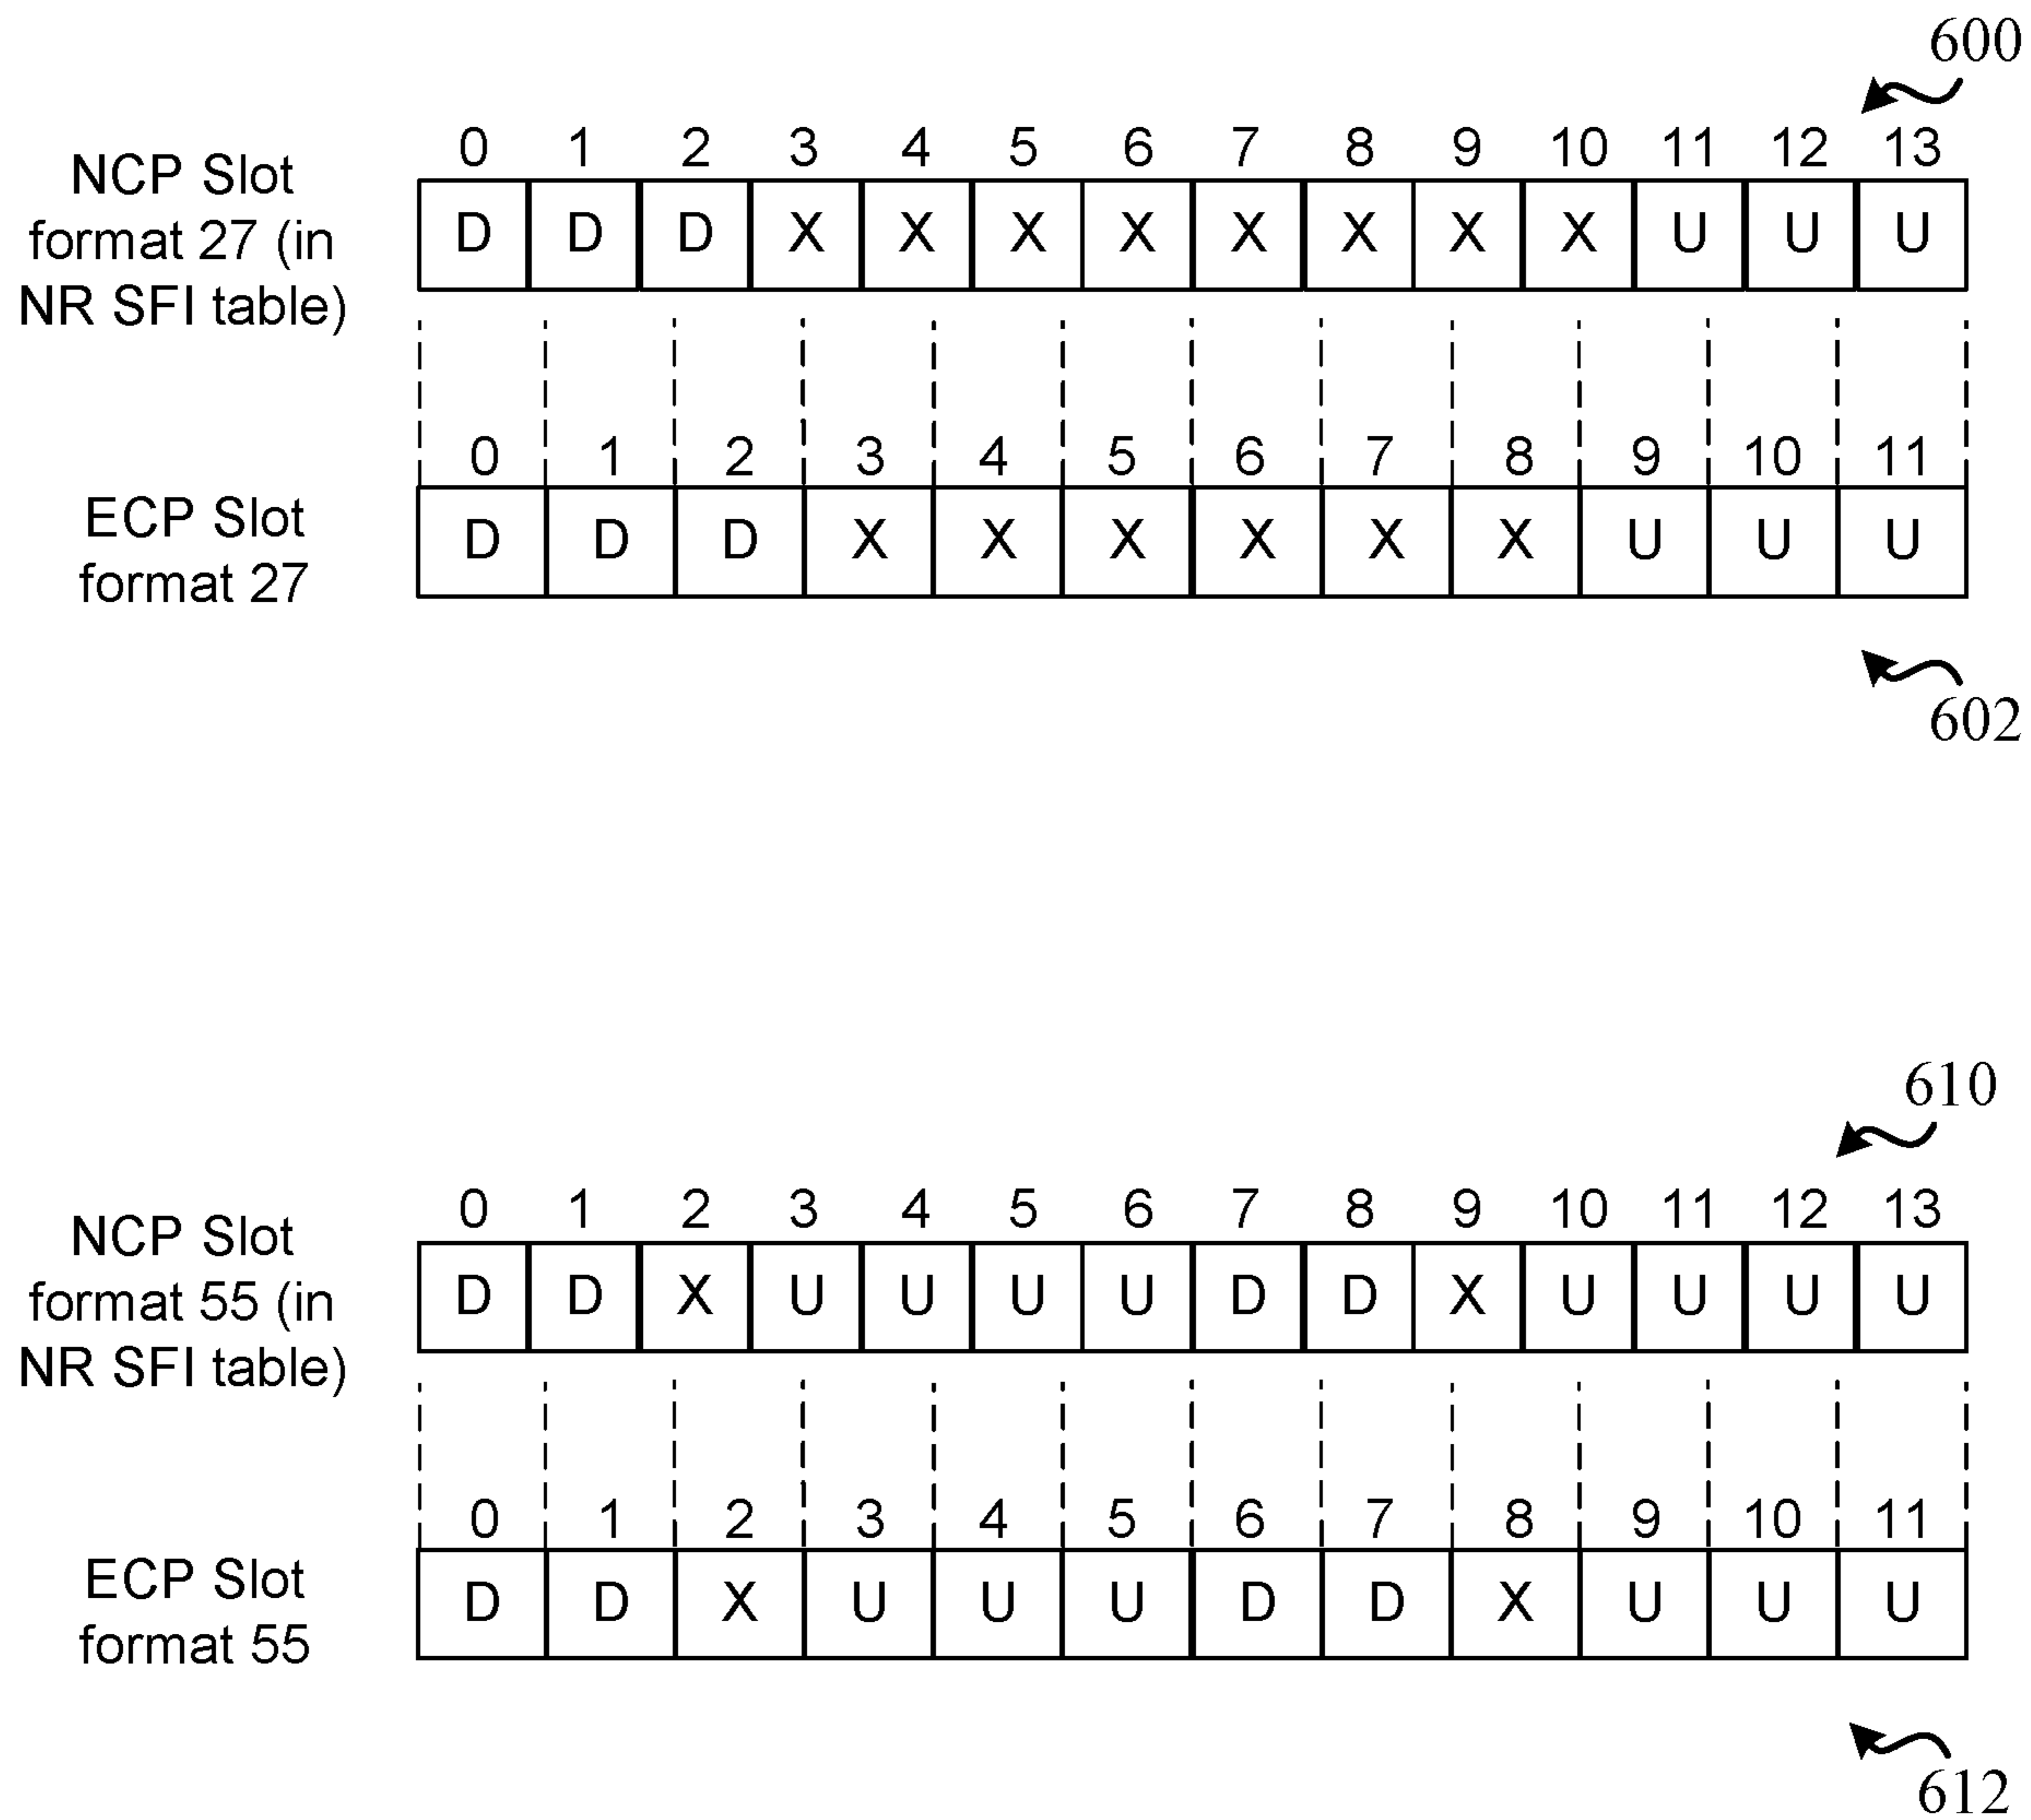 600
0 1 2 3 4 5 6 7 8 9 10 11 12 13
NCP Slot
format 27 (in
NR SFI table)
D D D X X X X X X X X U U U
0 1 2 3 4 5 6 7 8 9 10 11
ECP Slot
format 27
D D D X X X X X X U U U
602
610
0 1 2 3 4 5 6 7 8 9 10 11 12 13
NCP Slot
format 55 (in
NR SFI table)
D D X U U U U D D X U U U U
0 1 2 3 4 5 6 7 8 9 10 11
ECP Slot
format 55
D D X U U U D D X U U U
612